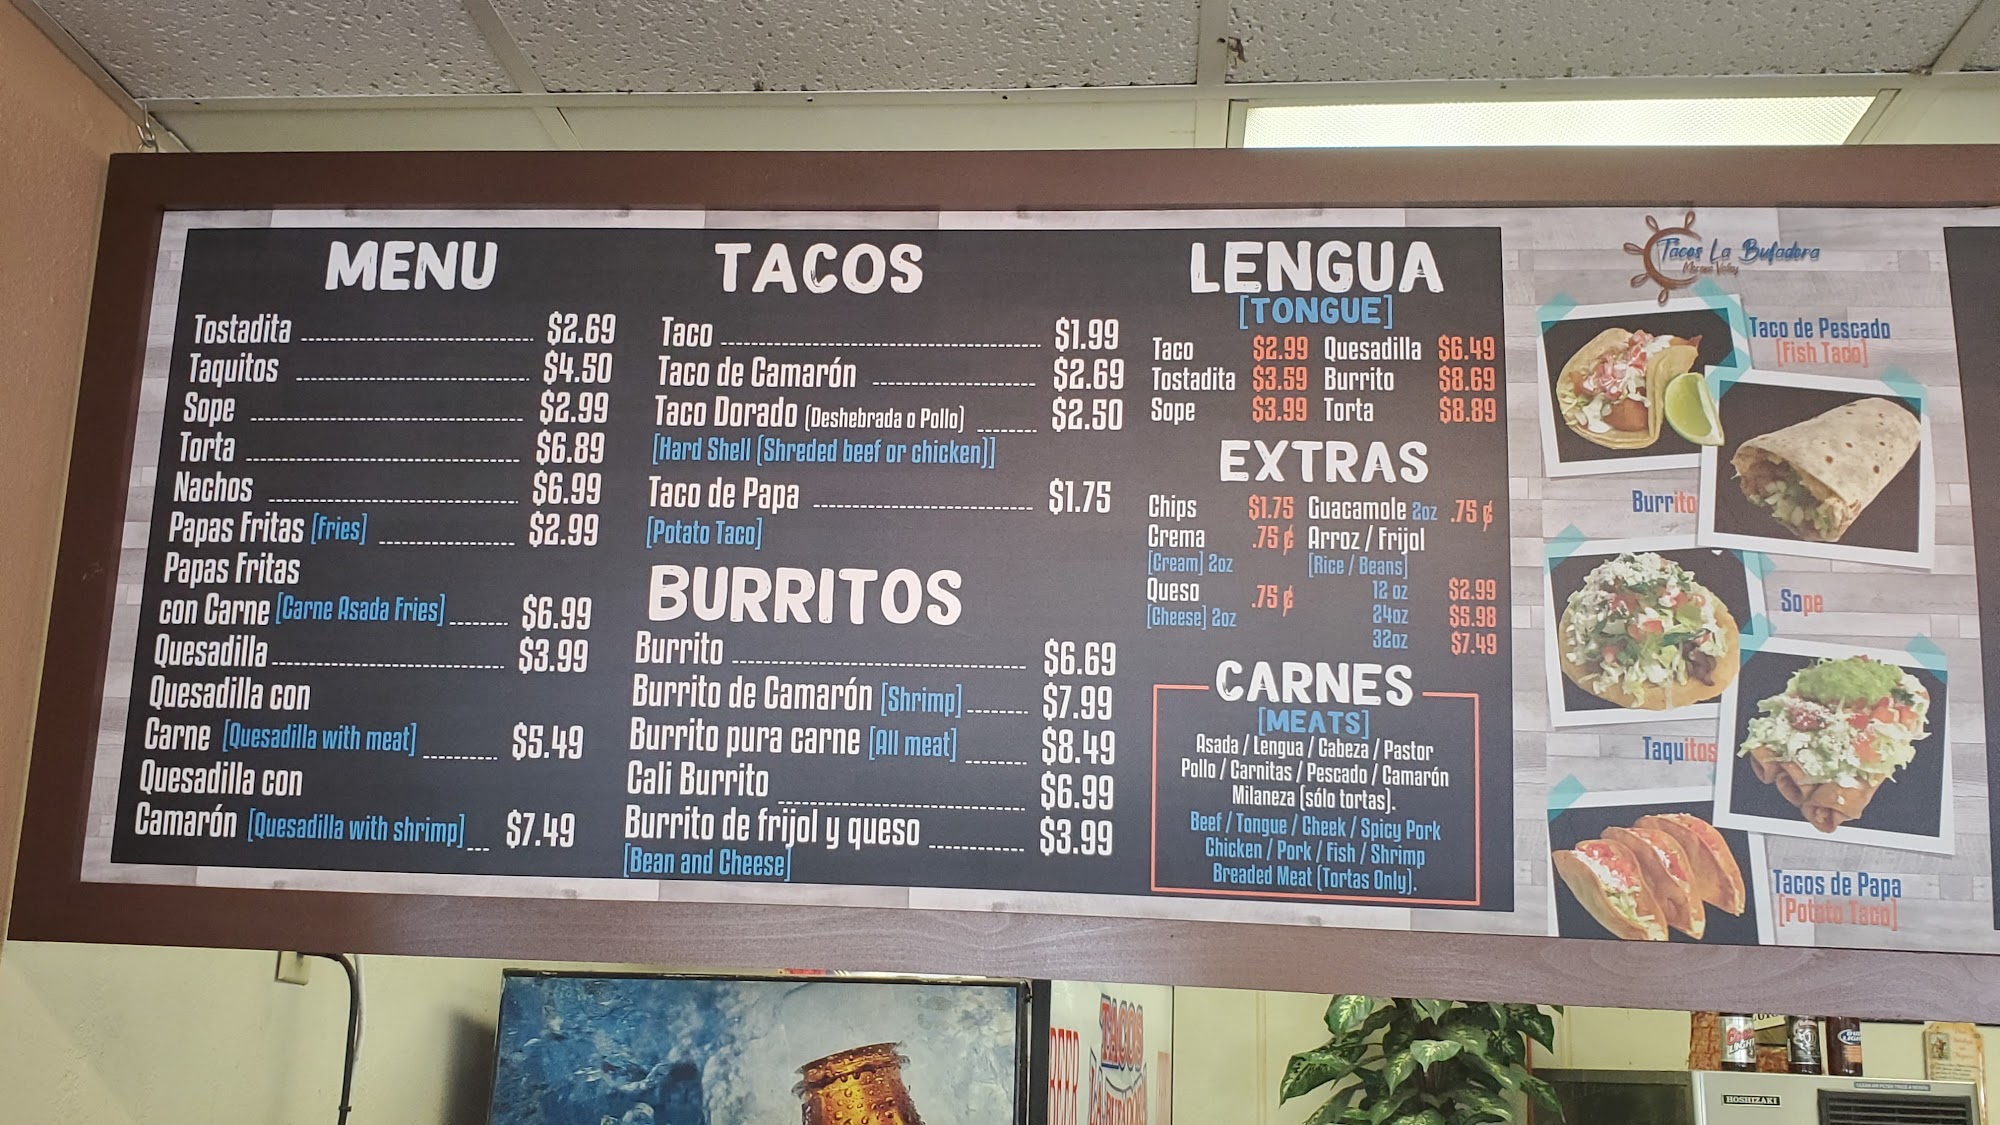 MENU
Tostadita $2.69
Taquitos $4.50
Sope $2.99
Torta $6.89
Nachos $6.99
Papas Fritas [Fries] $2.99
Papas Fritas
con Carne [Carne Asada Fries] $6.99
Quesadilla $3.99
Quesadilla con
Carne [Quesadilla with meat] $5.49
Quesadilla con
Camarón [Quesadilla with shrimp] $7.49
TACOS
Taco $1.99
Taco de Camarón $2.69
Taco Dorado (Deshebrada o Pollo) $2.50
[Hard Shell (Shreded beef or chicken)]
Taco de Papa $1.75
[Potato Taco]
BURRITOS
Burrito $6.69
Burrito de Camarón [Shrimp] $7.99
Burrito pura carne [All meat] $8.49
Cali Burrito $6.99
Burrito de frijol y queso $3.99
[Bean and Cheese]
LENGUA
[TONGUE]
Taco $2.99 Quesadilla $6.49
Tostadita $3.59 Burrito $8.69
Sope $3.99 Torta $8.89
EXTRAS
Chips $1.75 Guacamole 2oz .75¢
Crema .75¢ Arroz / Frijol
[Cream] 2oz [Rice / Beans]
Queso .75¢ 12 oz $2.99
[Cheese] 2oz 24oz $5.98
32oz $7.49
CARNES
[MEATS]
Asada / Lengua / Cabeza / Pastor
Pollo / Carnitas / Pescado / Camarón
Milaneza (sólo tortas).
Beef / Tongue / Cheek / Spicy Pork
Chicken / Pork / Fish / Shrimp
Breaded Meat (Tortas Only).
Tacos La Bufadora
Moreno Valley
Taco de Pescado
[Fish Taco]
Burrito
Sope
Taquitos
Tacos de Papa
[Potato Taco]
BEER
TACOS
LA BUFADORA
HOSHIZAKI